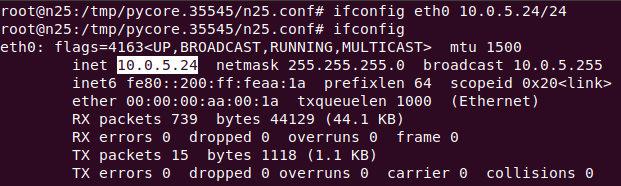 root@n25:/tmp/pycore.35545/n25.conf# ifconfig eth0 10.0.5.24/24
root@n25:/tmp/pycore.35545/n25.conf# ifconfig
eth0: flags=4163<UP,BROADCAST,RUNNING,MULTICAST>  mtu 1500
        inet 10.0.5.24  netmask 255.255.255.0  broadcast 10.0.5.255
        inet6 fe80::200:ff:feaa:1a  prefixlen 64  scopeid 0x20<link>
        ether 00:00:00:aa:00:1a  txqueuelen 1000  (Ethernet)
        RX packets 739  bytes 44129 (44.1 KB)
        RX errors 0  dropped 0  overruns 0  frame 0
        TX packets 15  bytes 1118 (1.1 KB)
        TX errors 0  dropped 0 overruns 0  carrier 0  collisions 0